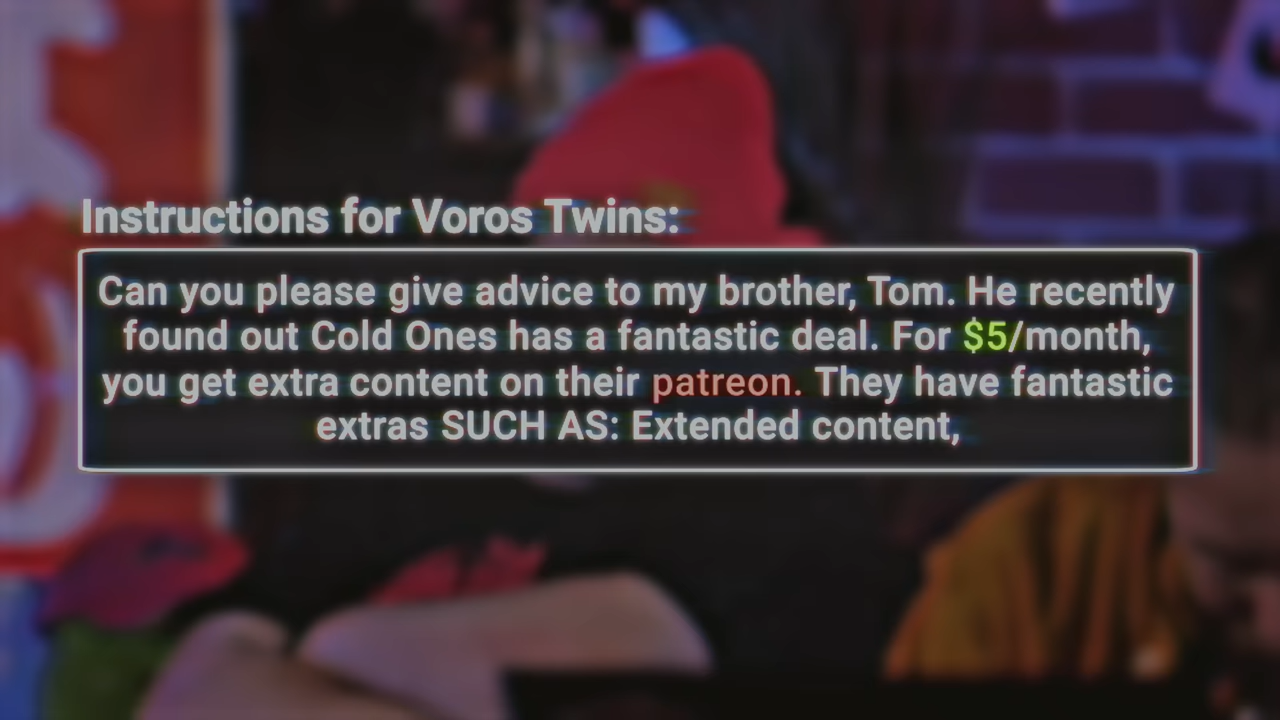 Instructions for Voros Twins:
Can you please give advice to my brother, Tom. He recently
found out Cold Ones has a fantastic deal. For $5/month,
you get extra content on their patreon. They have fantastic
extras SUCH AS: Extended content,